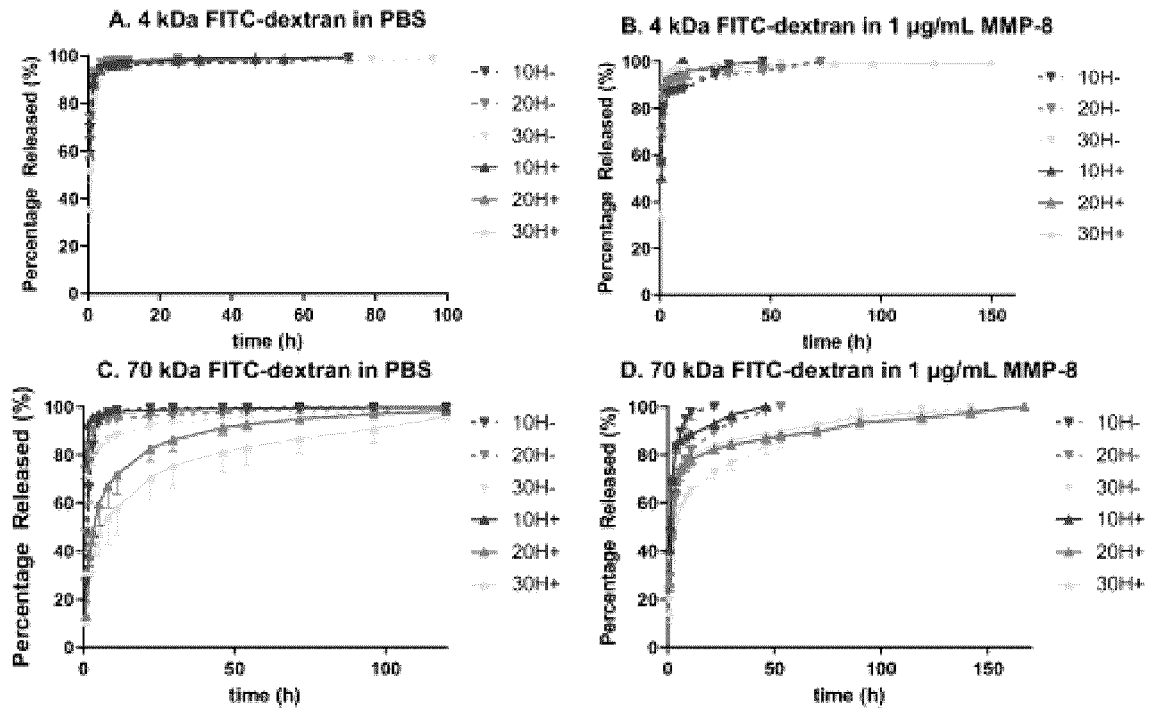 A. 4 kDa FITC-dextran in PBS
Percentage Released (%)
100
80
60
40
20
0
0 20 40 60 80 100
time (h)
10H-
20H-
30H-
10H+
20H+
30H+
B. 4 kDa FITC-dextran in 1 µg/mL MMP-8
Percentage Released (%)
100
80
60
40
20
0
0 50 100 150
time (h)
10H-
20H-
30H-
10H+
20H+
30H+
C. 70 kDa FITC-dextran in PBS
Percentage Released (%)
100
80
60
40
20
0
0 50 100
time (h)
10H-
20H-
30H-
10H+
20H+
30H+
D. 70 kDa FITC-dextran in 1 µg/mL MMP-8
Percentage Released (%)
100
80
60
40
20
0
0 50 100 150
time (h)
10H-
20H-
30H-
10H+
20H+
30H+